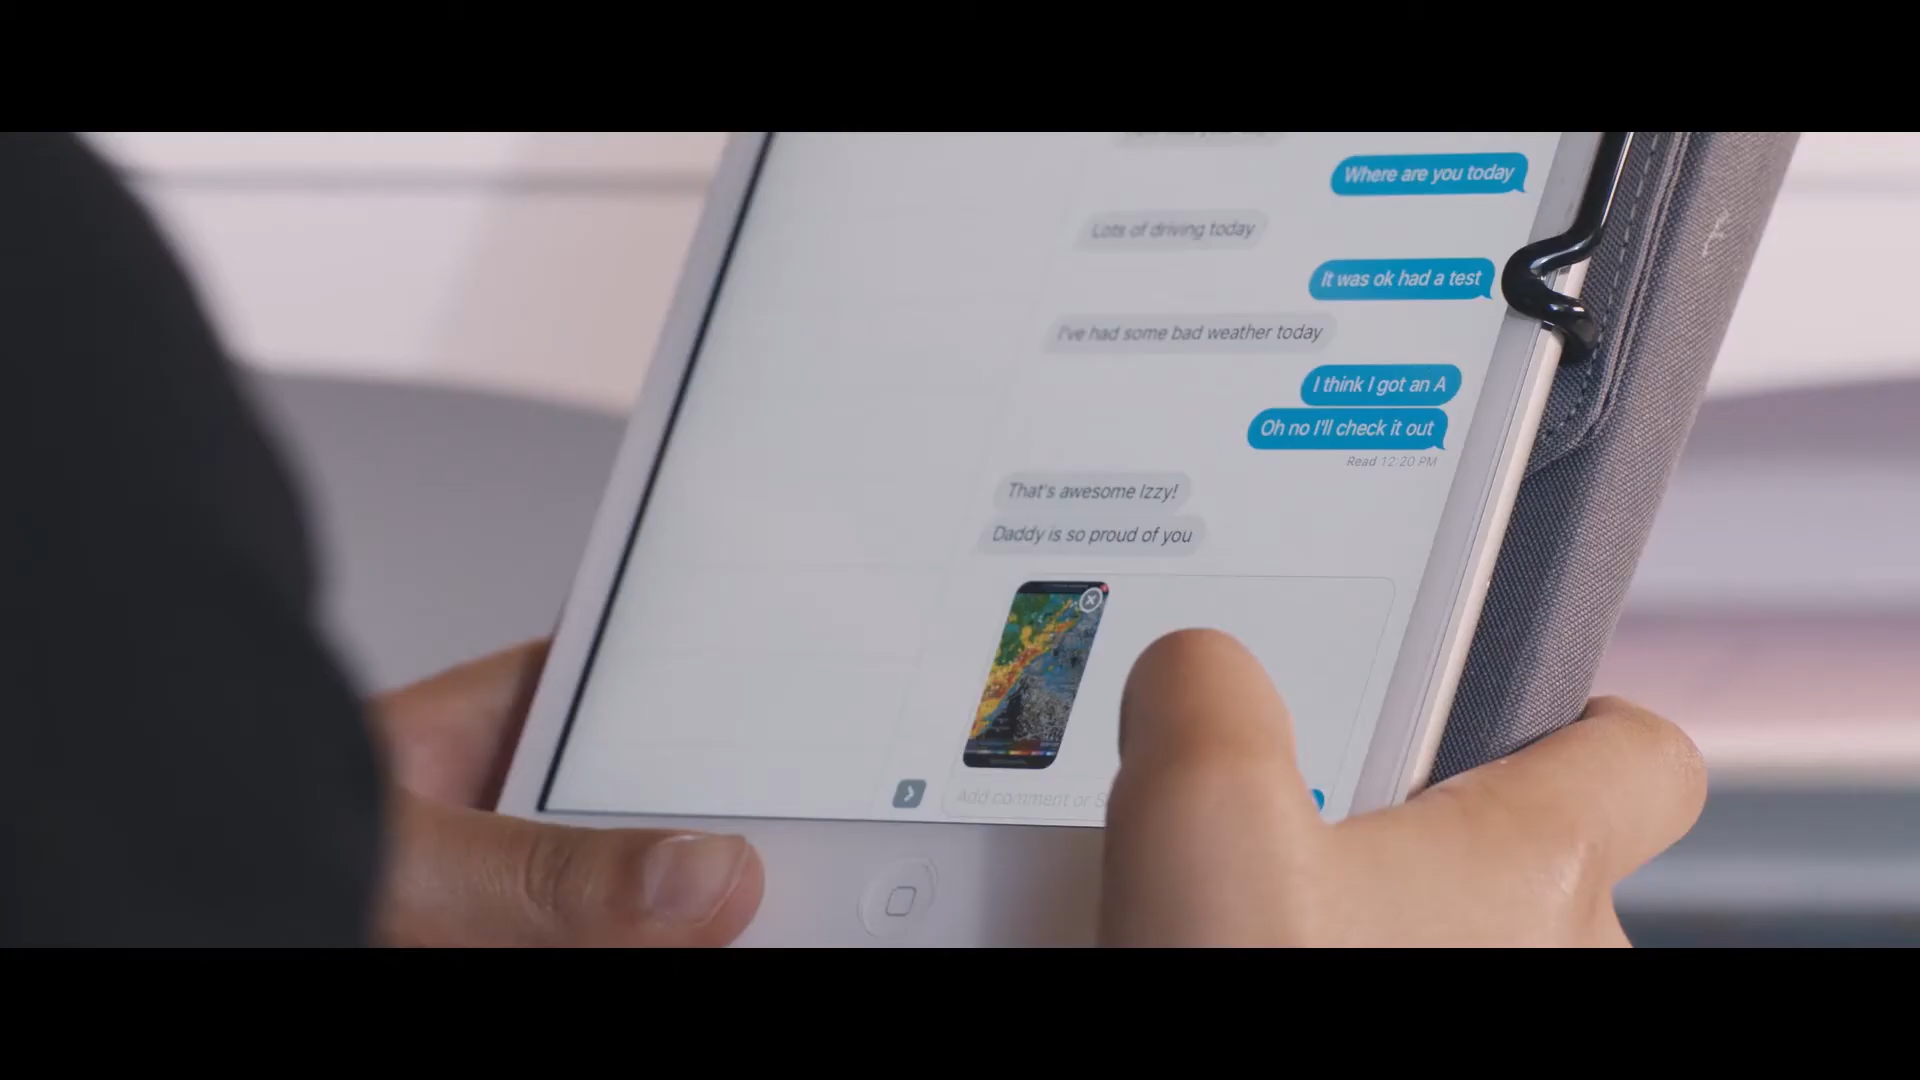 Where are you today
Lots of driving today
It was ok had a test
I've had some bad weather today
I think I got an A
Oh no I'll check it out
Read 12:20 PM
That's awesome Izzy!
Daddy is so proud of you
Add comment or S